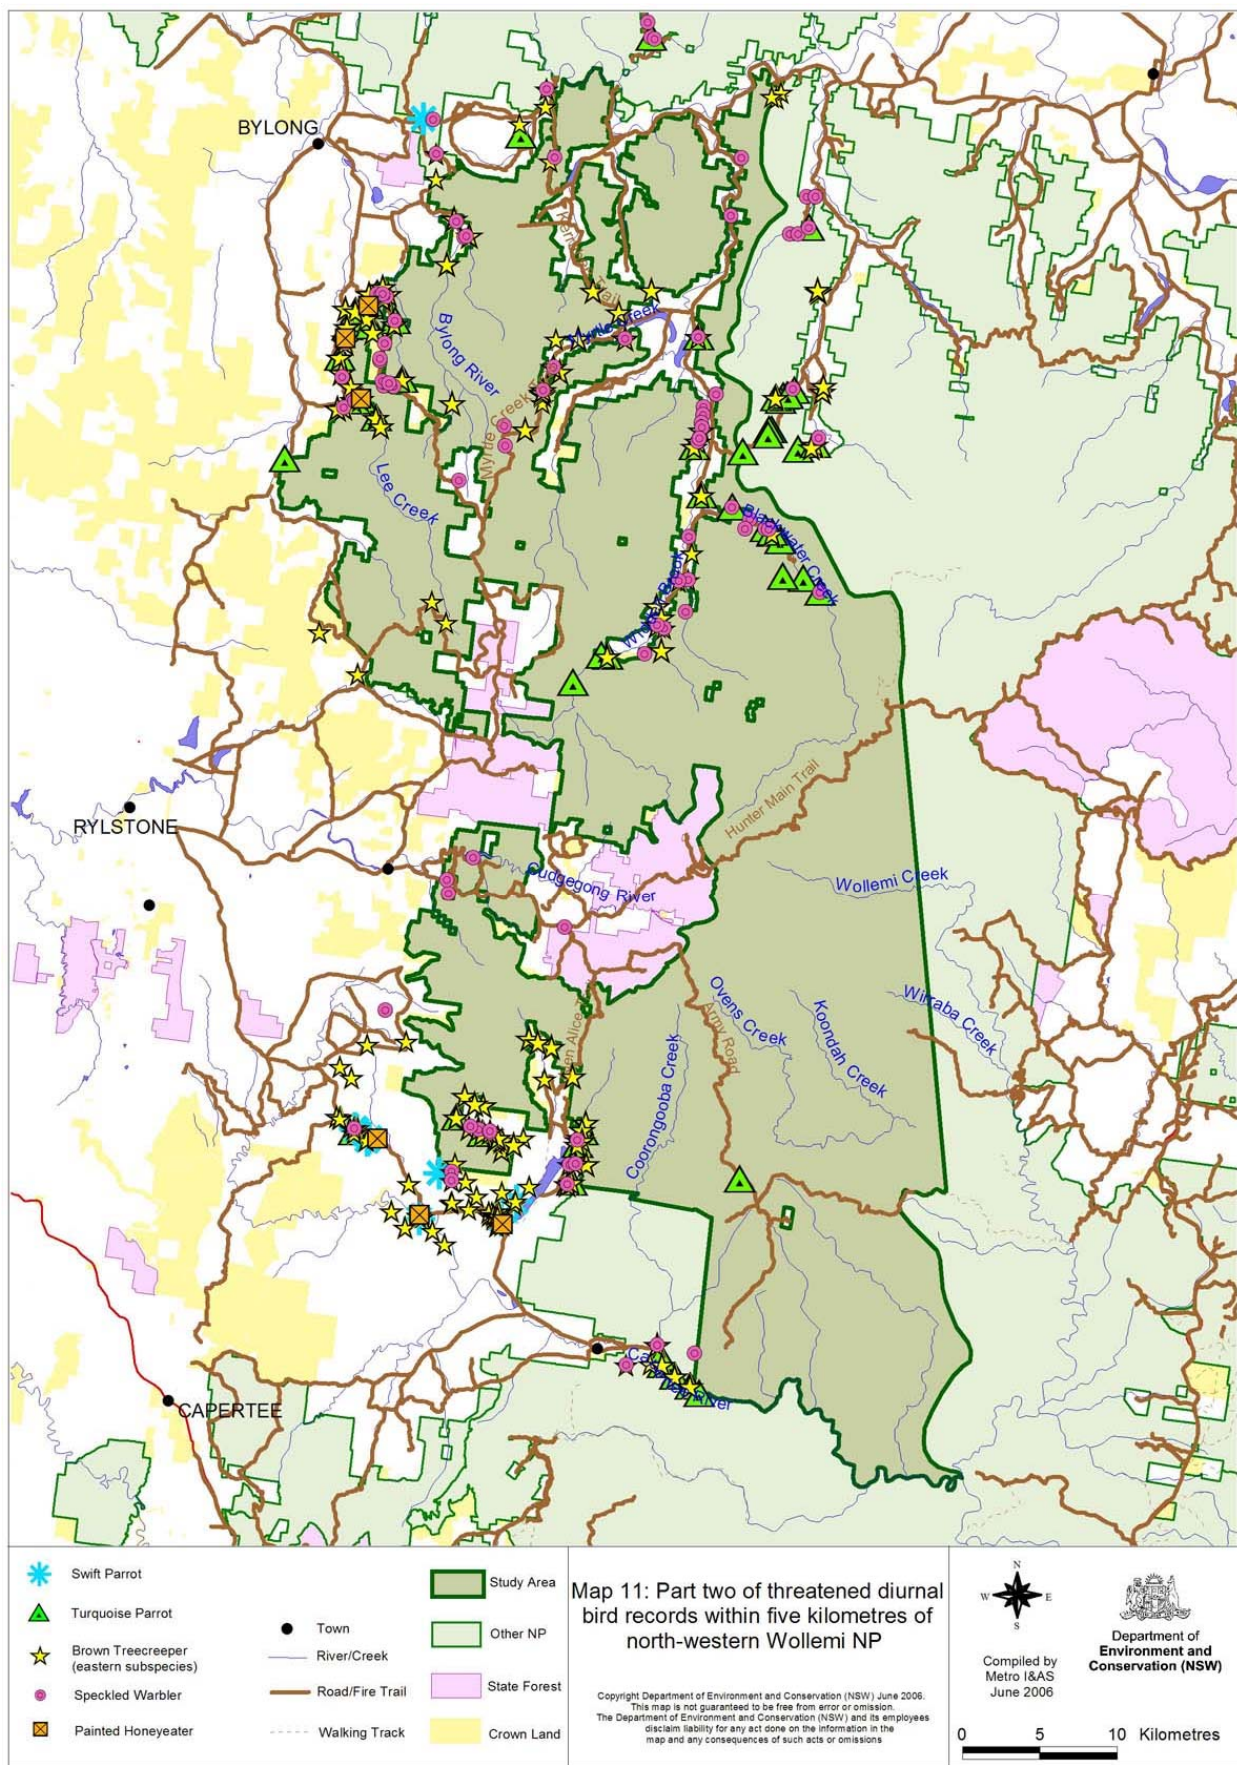 BYLONG
Bylong River
Myrtle Creek
Lee Creek
Blackwater Creek
RYLSTONE
Hunter Main Trail
Cudgegong River
Wollemi Creek
Ovens Creek
Koondah Creek
Wirraba Creek
Army Road
Coorongooba Creek
CAPERTEE
River
Swift Parrot
Turquoise Parrot
Brown Treecreeper
(eastern subspecies)
Speckled Warbler
Painted Honeyeater
Town
River/Creek
Road/Fire Trail
Walking Track
Study Area
Other NP
State Forest
Crown Land
Map 11: Part two of threatened diurnal
bird records within five kilometres of
north-western Wollemi NP
Copyright Department of Environment and Conservation (NSW) June 2006.
This map is not guaranteed to be free from error or omission.
The Department of Environment and Conservation (NSW) and its employees
disclaim liability for any act done on the information in the
map and any consequences of such acts or omissions
N
W E
S
Compiled by
Metro I&AS
June 2006
Department of
Environment and
Conservation (NSW)
0 5 10 Kilometres